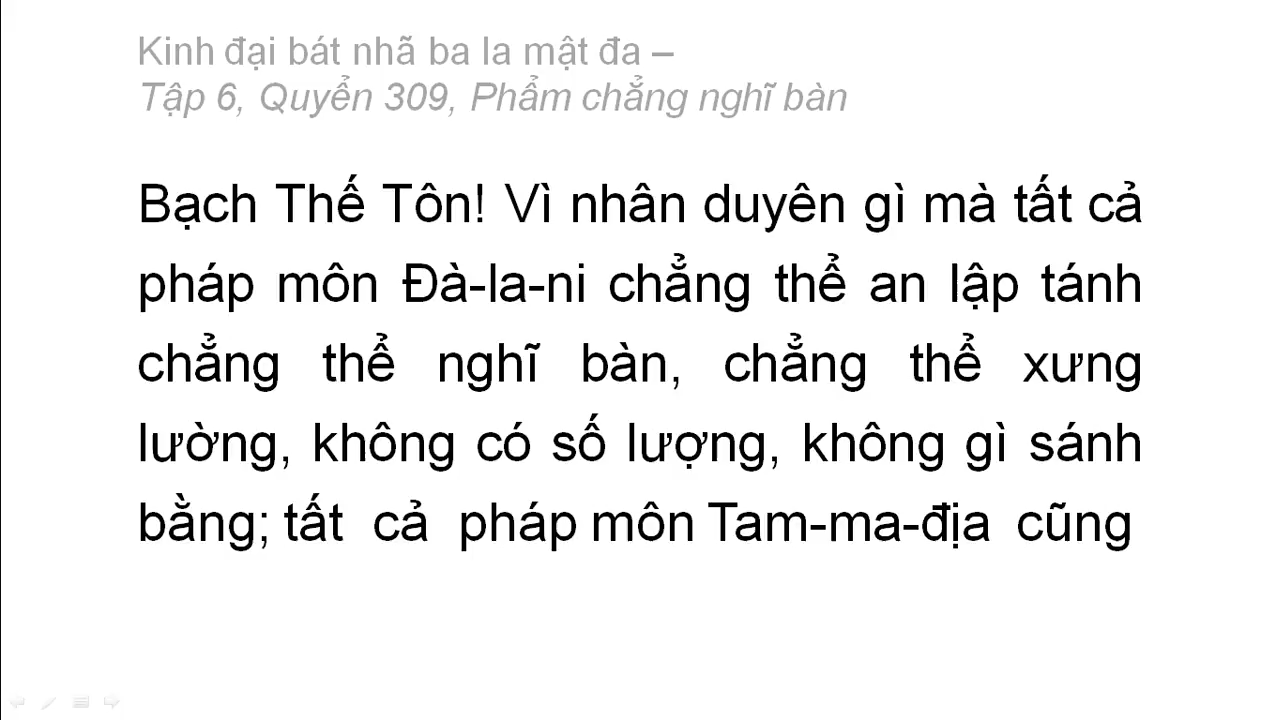 Kinh đại bát nhã ba la mật đa –
Tập 6, Quyển 309, Phẩm chẳng nghĩ bàn
Bạch Thế Tôn! Vì nhân duyên gì mà tất cả
pháp môn Đà-la-ni chẳng thể an lập tánh
chẳng thể nghĩ bàn, chẳng thể xưng
lường, không có số lượng, không gì sánh
bằng; tất cả pháp môn Tam-ma-địa cũng